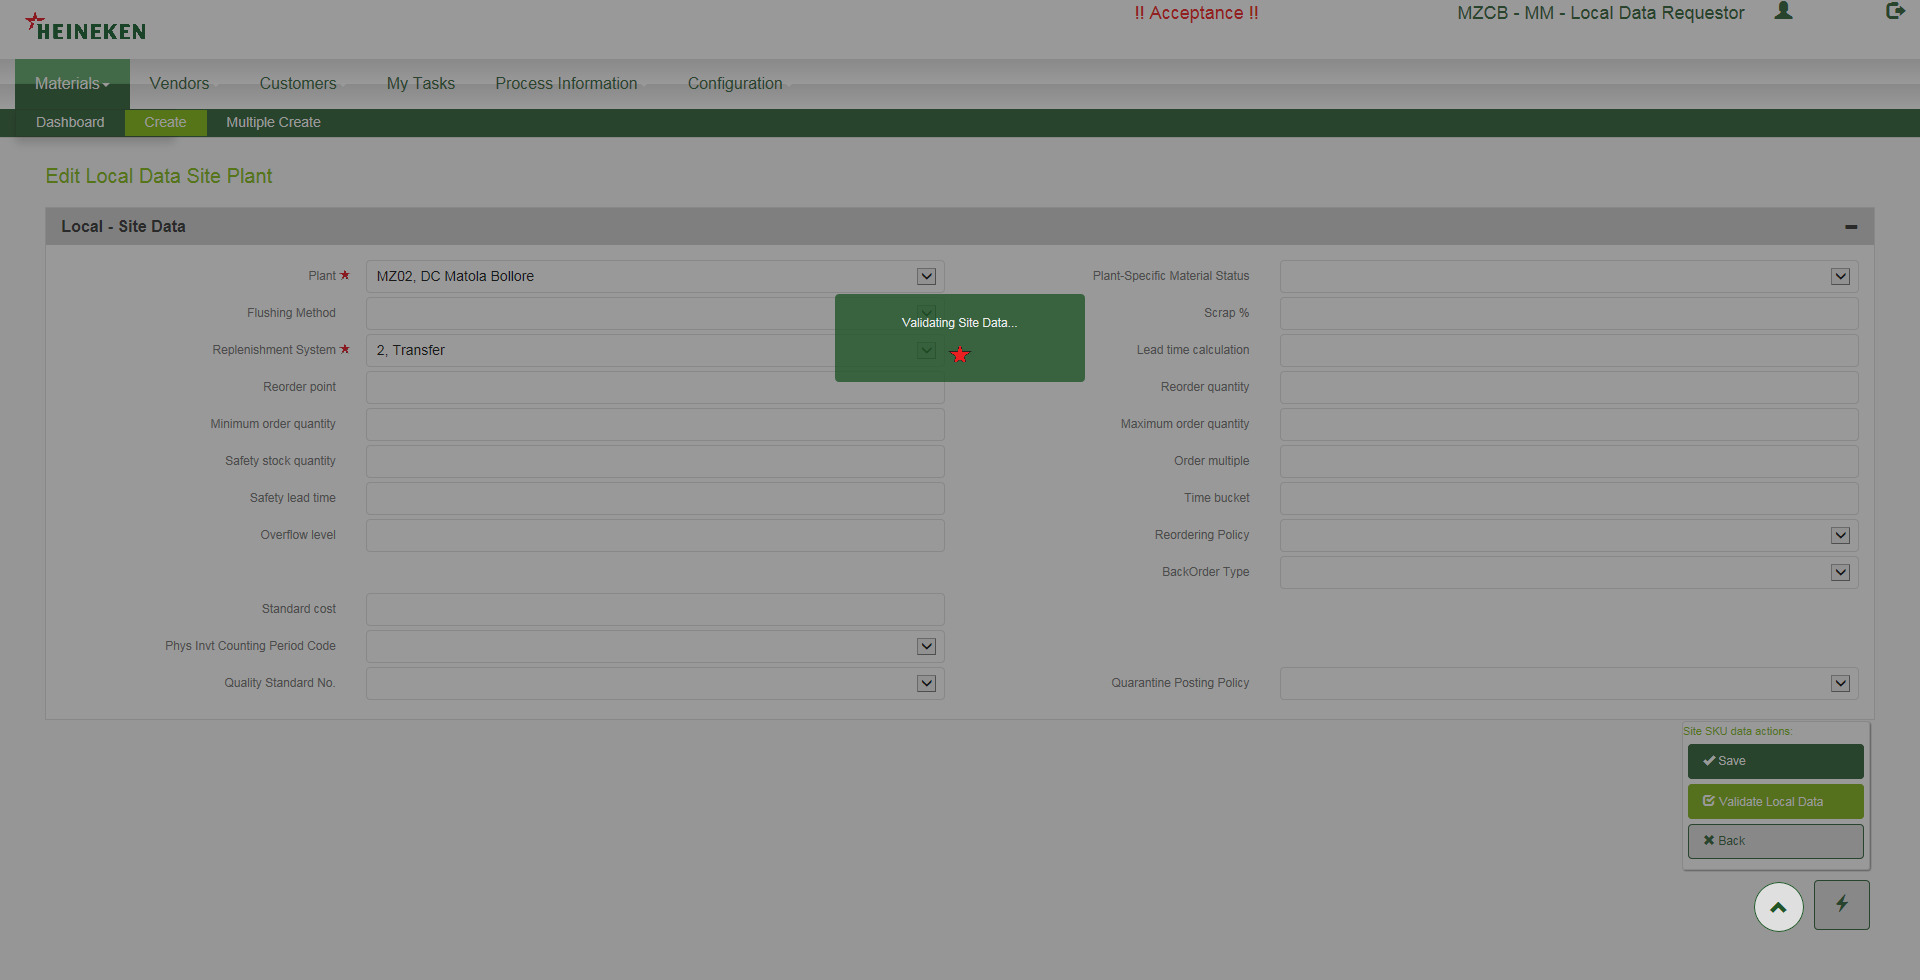 HEINEKEN
!! Acceptance !!
MZCB - MM - Local Data Requestor
Materials
Vendors
Customers
My Tasks
Process Information
Configuration
Dashboard
Create
Multiple Create
Edit Local Data Site Plant
Local - Site Data
Plant
MZ02, DC Matola Bollore
Plant-Specific Material Status
Flushing Method
Scrap %
Replenishment System
2, Transfer
Lead time calculation
Validating Site Data...
Reorder point
Reorder quantity
Minimum order quantity
Maximum order quantity
Safety stock quantity
Order multiple
Safety lead time
Time bucket
Overflow level
Reordering Policy
BackOrder Type
Standard cost
Phys Invt Counting Period Code
Quality Standard No.
Quarantine Posting Policy
Site SKU data actions:
Save
Validate Local Data
Back